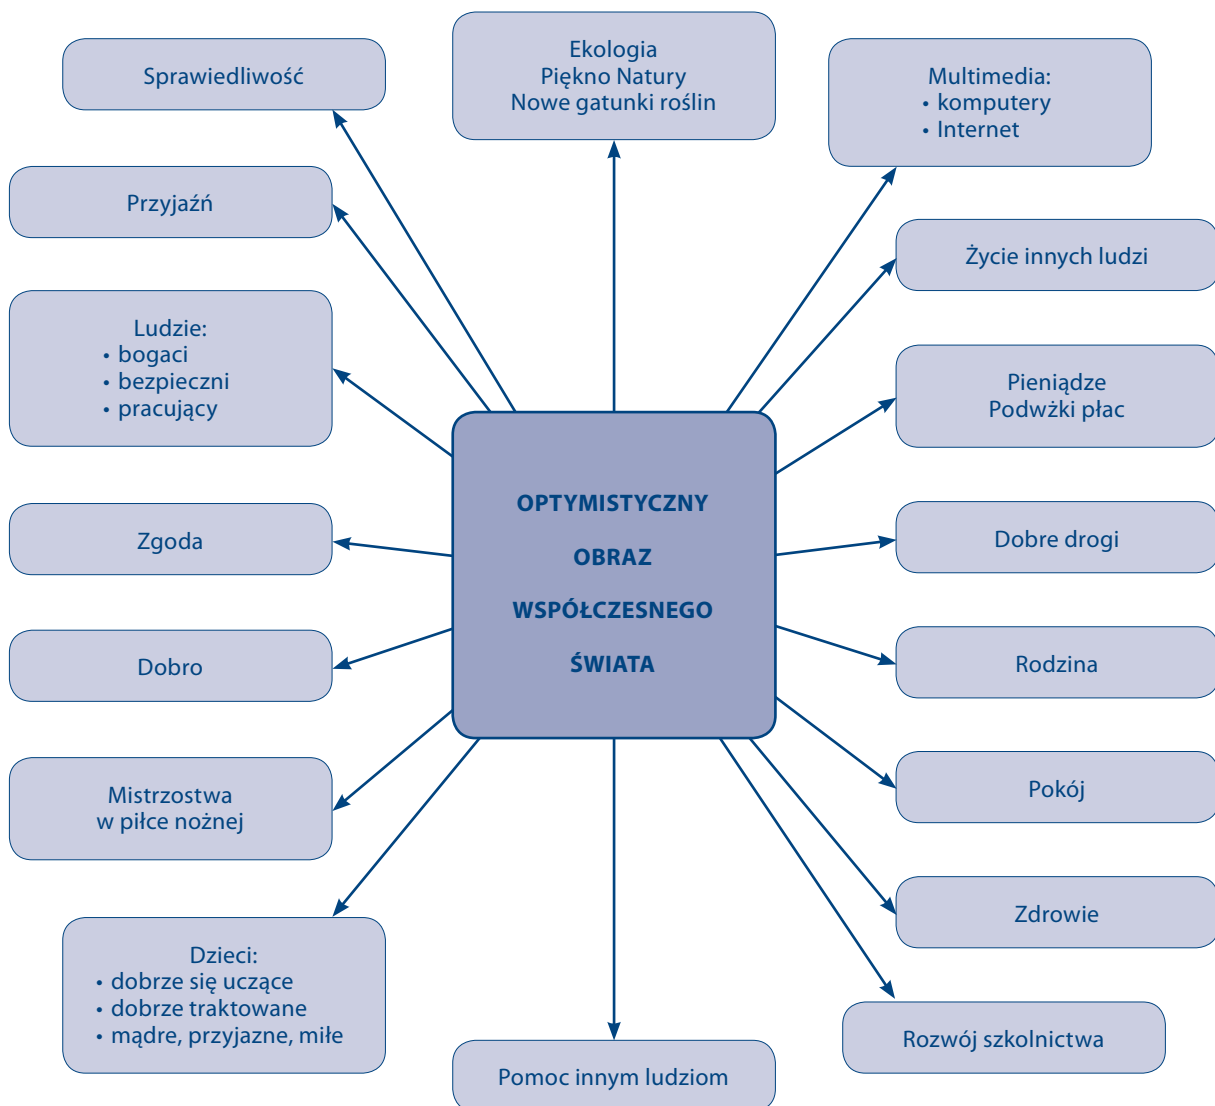 Ekologia
Piękno Natury
Nowe gatunki roślin
Sprawiedliwość
Multimedia:
• komputery
• Internet
Przyjaźń
Życie innych ludzi
Ludzie:
• bogaci
• bezpieczni
• pracujący
Pieniądze
Podwżki płac
OPTYMISTYCZNY
OBRAZ
WSPÓŁCZESNEGO
ŚWIATA
Zgoda
Dobre drogi
Dobro
Rodzina
Mistrzostwa
w piłce nożnej
Pokój
Zdrowie
Dzieci:
• dobrze się uczące
• dobrze traktowane
• mądre, przyjazne, miłe
Rozwój szkolnictwa
Pomoc innym ludziom